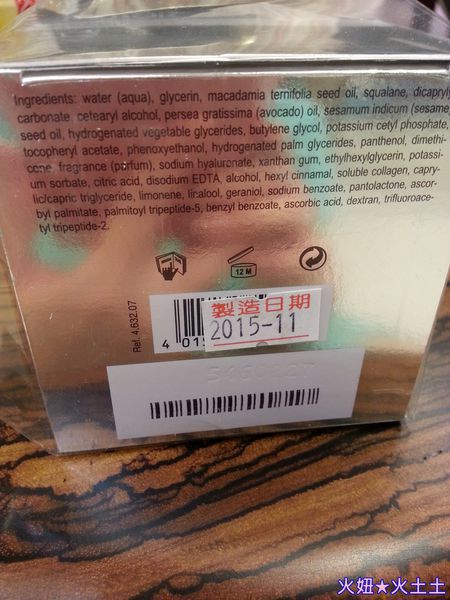 Ingredients: water (aqua), glycerin, macadamia ternifolia seed oil, squalane, dicapryly
carbonate, cetearyl alcohol, persea gratissima (avocado) oil, sesamum indicum (sesame
seed oil, hydrogenated vegetable glycerides, butylene glycol, potassium cetyl phosphate,
tocopheryl acetate, phenoxyethanol, hydrogenated palm glycerides, panthenol, dimethi-
cone, fragrance (parfum), sodium hyaluronate, xanthan gum, ethylhexylglycerin, potassi-
um sorbate, citric acid, disodium EDTA, alcohol, hexyl cinnamal, soluble collagen, capry-
lic/capric triglyceride, limonene, linalool, geraniol, sodium benzoate, pantolactone, ascor-
byl palmitate, palmitoyl tripeptide-5, benzyl benzoate, ascorbic acid, dextran, trifluoroace-
tyl tripeptide-2.
12 M
Ref. 4.632.07
製造日期
2015-11
4 01
火妞★火土土